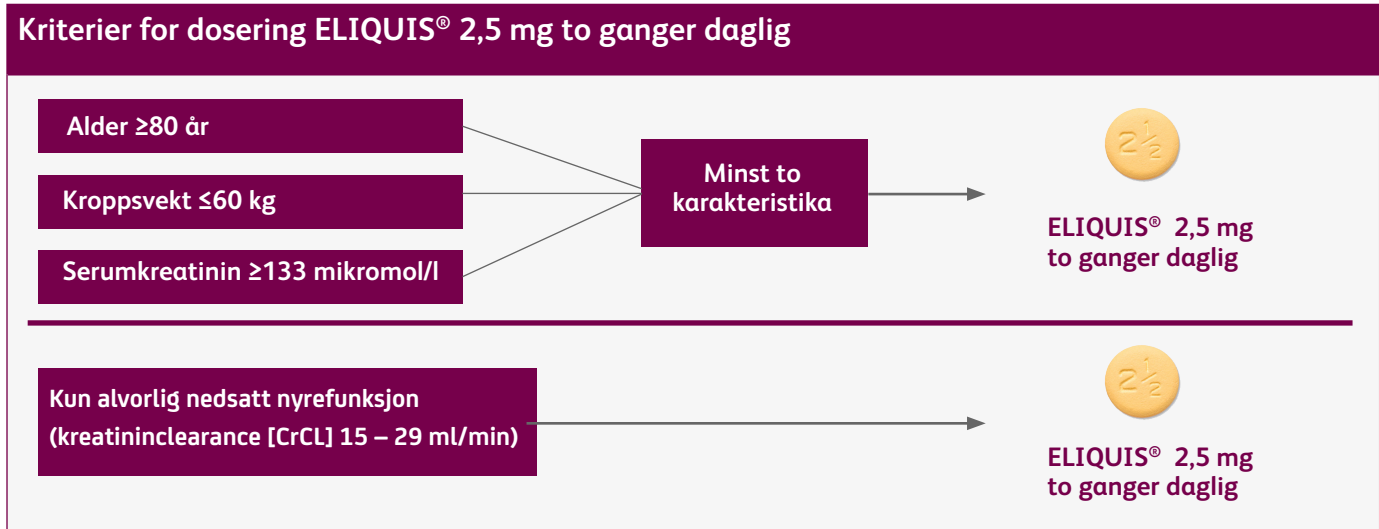 Kriterier for dosering ELIQUIS® 2,5 mg to ganger daglig
Alder ≥80 år
Kroppsvekt ≤60 kg
Serumkreatinin ≥133 mikromol/l
Minst to
karakteristika
2½
ELIQUIS® 2,5 mg
to ganger daglig
Kun alvorlig nedsatt nyrefunksjon
(kreatininclearance [CrCL] 15 – 29 ml/min)
2½
ELIQUIS® 2,5 mg
to ganger daglig